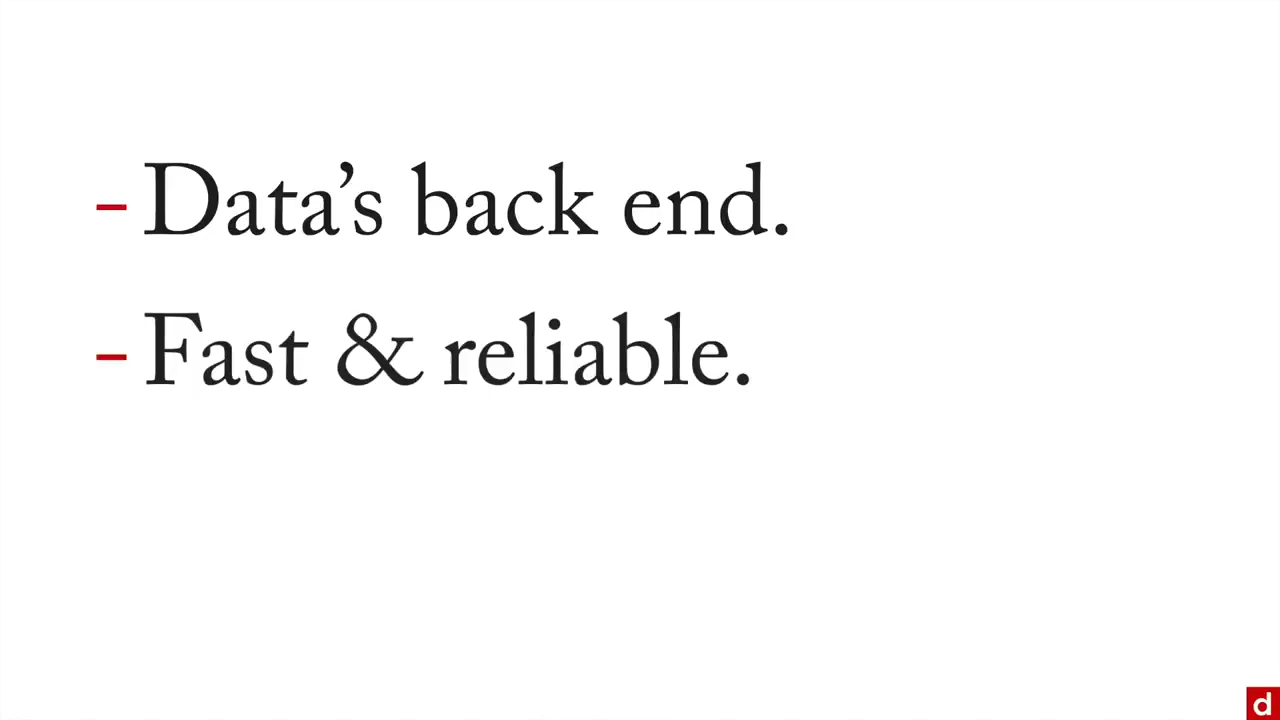 - Data’s back end.
- Fast & reliable.
d